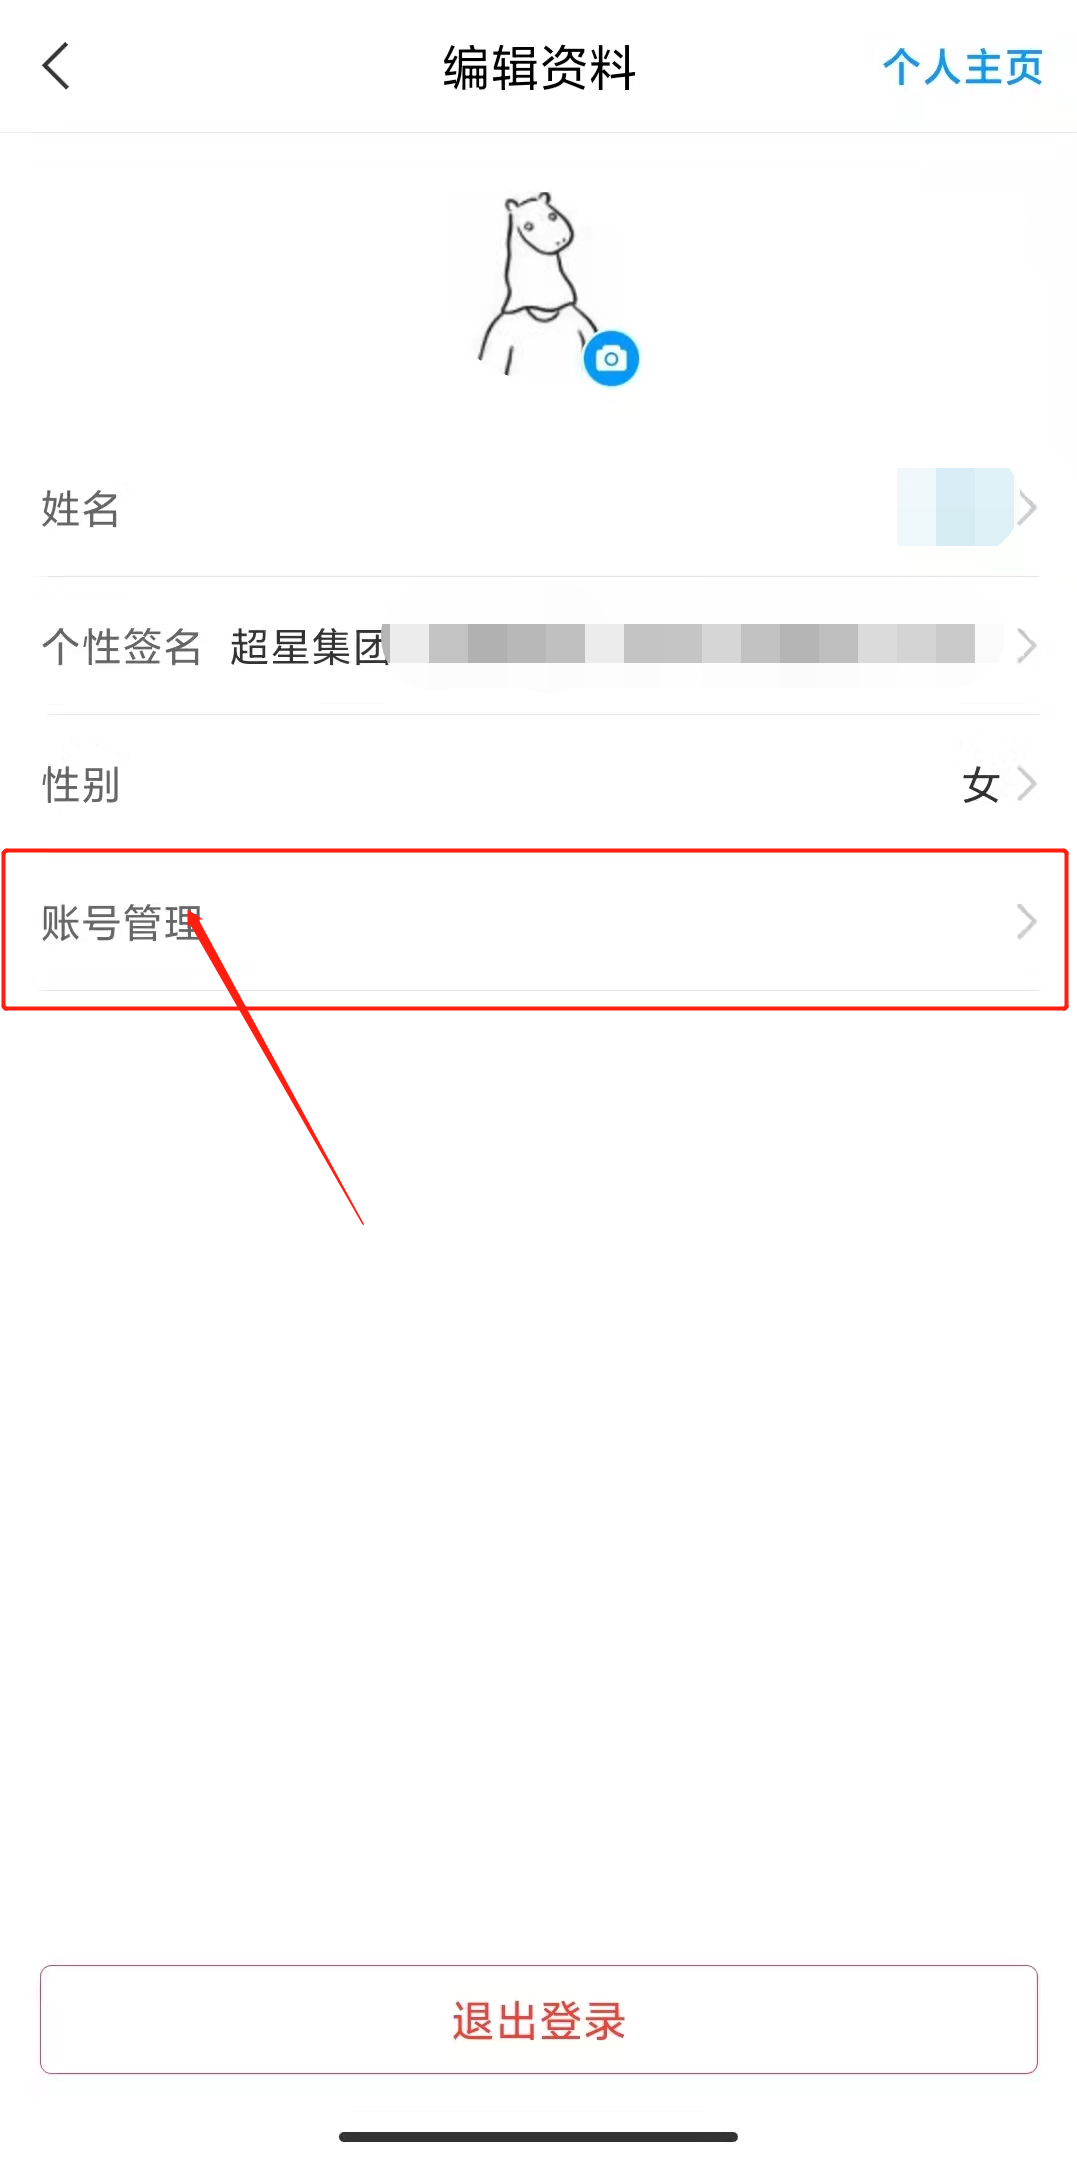 编辑资料
个人主页
姓名
个性签名 超星集团
性别 女
账号管理
退出登录